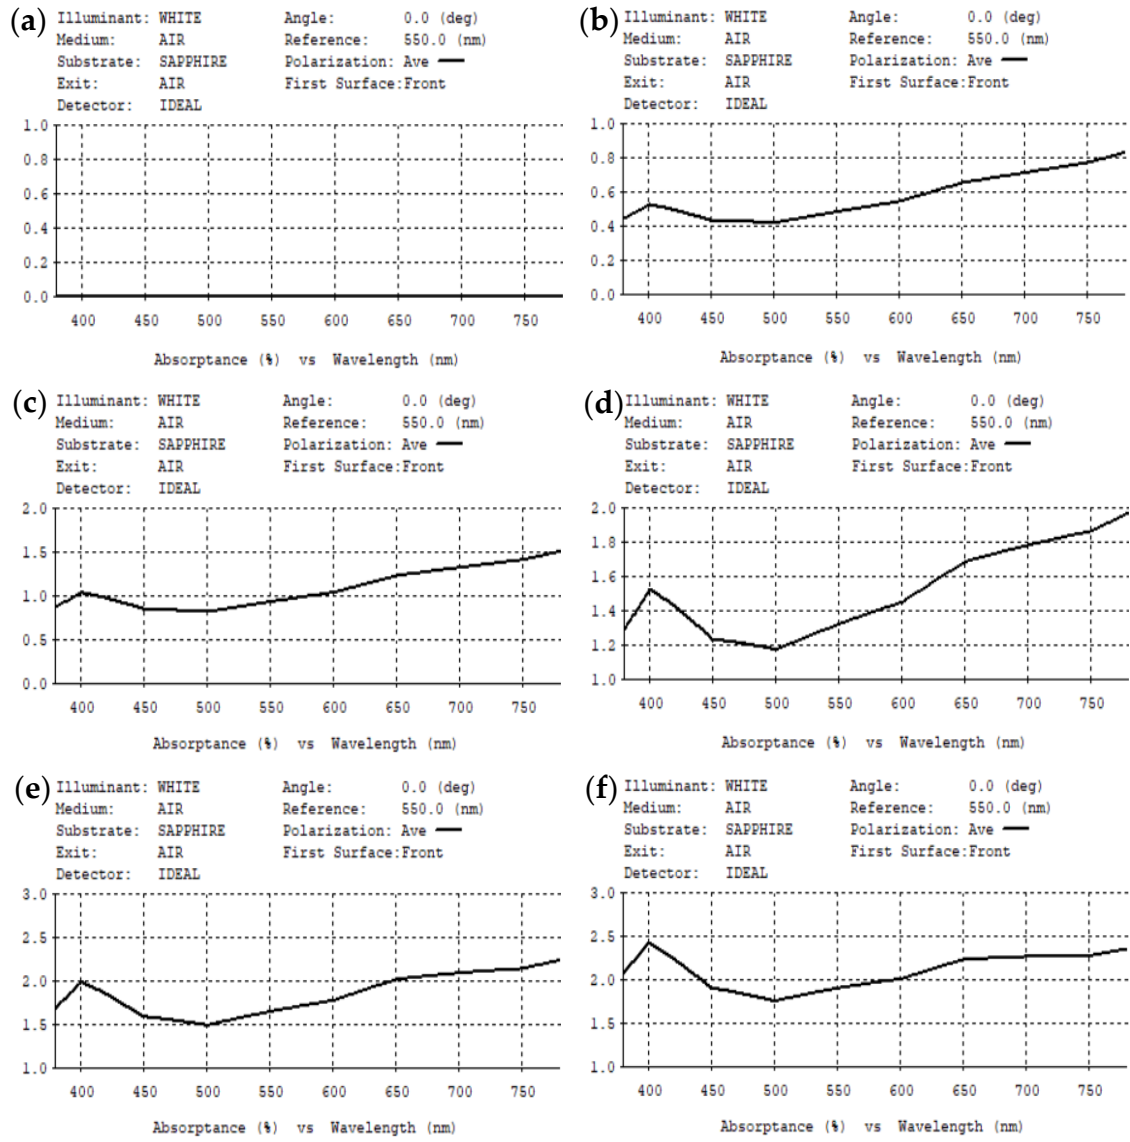 (a) Illuminant: WHITE Angle: 0.0 (deg)
Medium: AIR Reference: 550.0 (nm)
Substrate: SAPPHIRE Polarization: Ave
Exit: AIR First Surface:Front
Detector: IDEAL
1.0
0.8
0.6
0.4
0.2
0.0
400 450 500 550 600 650 700 750
Absorptance (%) vs Wavelength (nm)
(b) Illuminant: WHITE Angle: 0.0 (deg)
Medium: AIR Reference: 550.0 (nm)
Substrate: SAPPHIRE Polarization: Ave
Exit: AIR First Surface:Front
Detector: IDEAL
1.0
0.8
0.6
0.4
0.2
0.0
400 450 500 550 600 650 700 750
Absorptance (%) vs Wavelength (nm)
(c) Illuminant: WHITE Angle: 0.0 (deg)
Medium: AIR Reference: 550.0 (nm)
Substrate: SAPPHIRE Polarization: Ave
Exit: AIR First Surface:Front
Detector: IDEAL
2.0
1.5
1.0
0.5
0.0
400 450 500 550 600 650 700 750
Absorptance (%) vs Wavelength (nm)
(d) Illuminant: WHITE Angle: 0.0 (deg)
Medium: AIR Reference: 550.0 (nm)
Substrate: SAPPHIRE Polarization: Ave
Exit: AIR First Surface:Front
Detector: IDEAL
2.0
1.8
1.6
1.4
1.2
1.0
400 450 500 550 600 650 700 750
Absorptance (%) vs Wavelength (nm)
(e) Illuminant: WHITE Angle: 0.0 (deg)
Medium: AIR Reference: 550.0 (nm)
Substrate: SAPPHIRE Polarization: Ave
Exit: AIR First Surface:Front
Detector: IDEAL
3.0
2.5
2.0
1.5
1.0
400 450 500 550 600 650 700 750
Absorptance (%) vs Wavelength (nm)
(f) Illuminant: WHITE Angle: 0.0 (deg)
Medium: AIR Reference: 550.0 (nm)
Substrate: SAPPHIRE Polarization: Ave
Exit: AIR First Surface:Front
Detector: IDEAL
3.0
2.5
2.0
1.5
1.0
400 450 500 550 600 650 700 750
Absorptance (%) vs Wavelength (nm)